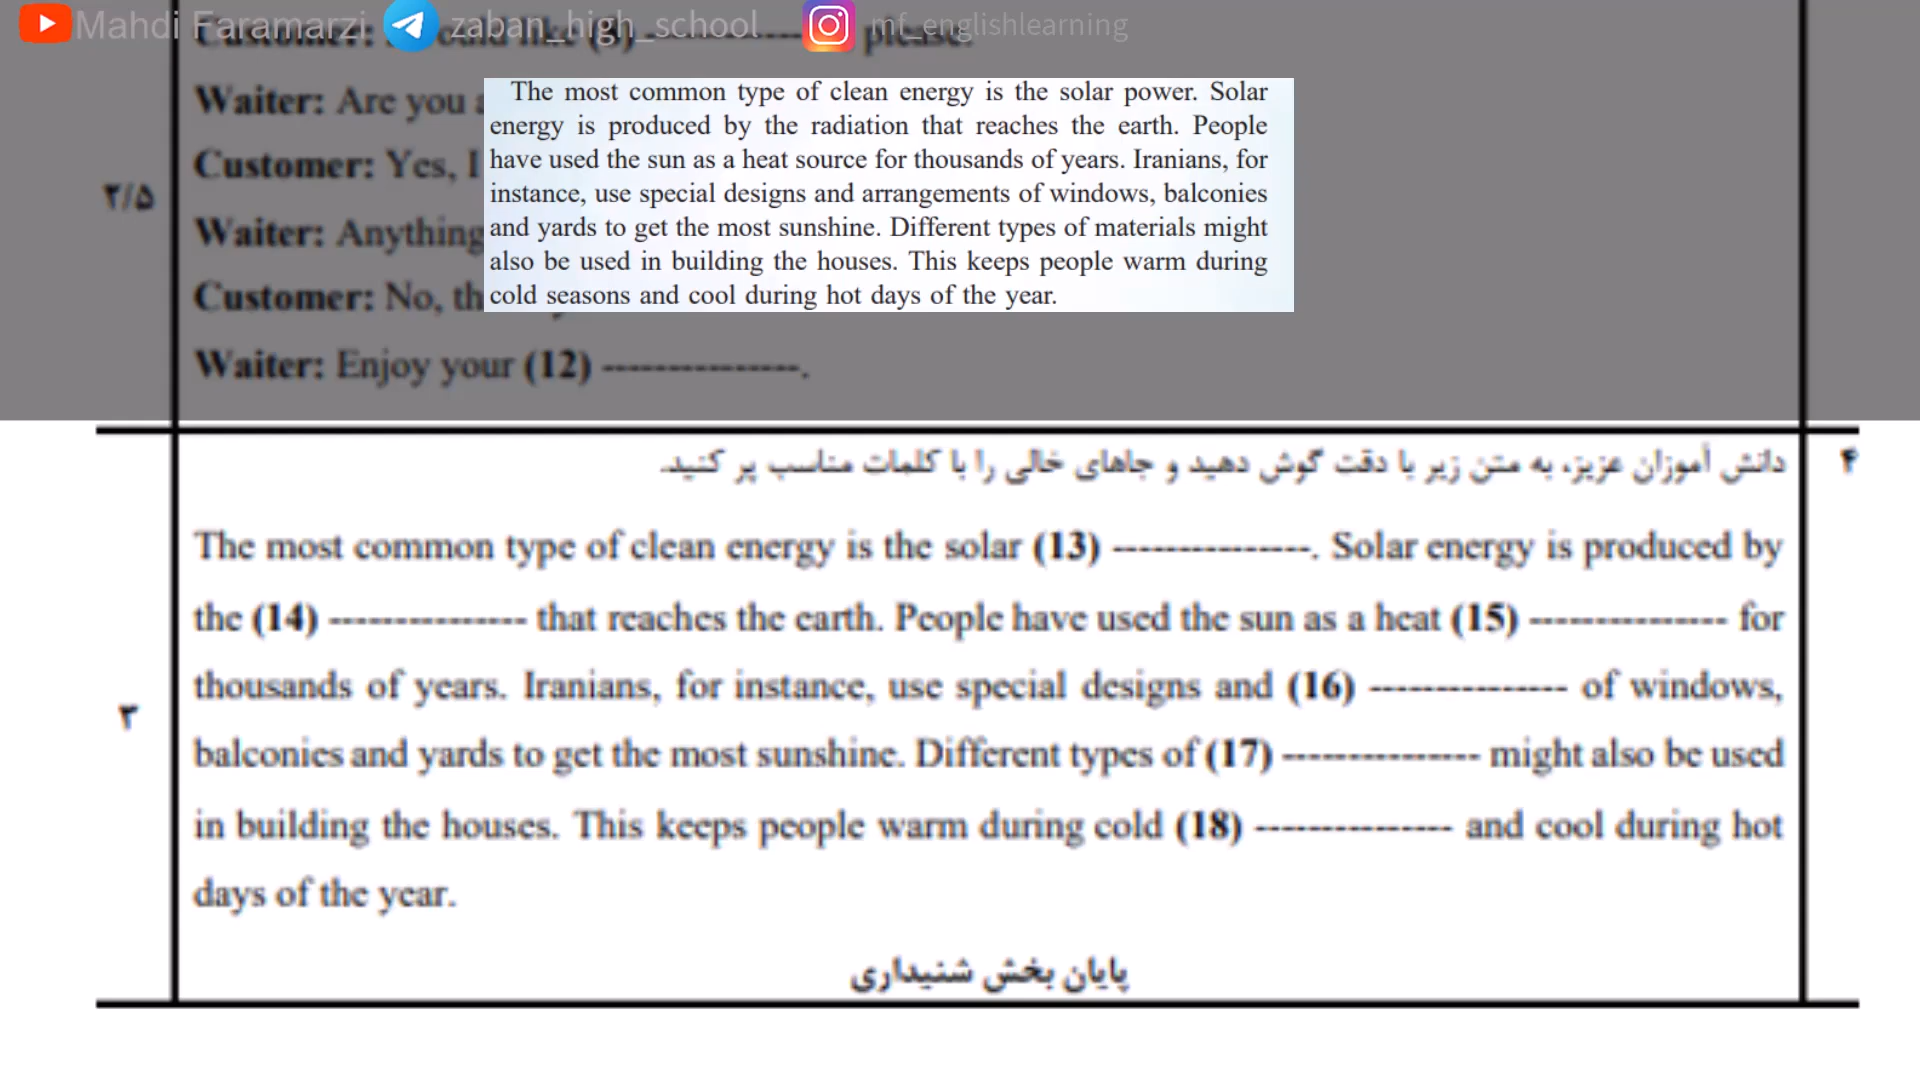 Mahdi Faramarzi zaban_high_school mf_englishlearning
Customer: would like please.
Waiter: Are you
Customer: Yes, I
Waiter: Anything
Customer: No,
Waiter: Enjoy your (12) ---------------.
۲/۵
The most common type of clean energy is the solar power. Solar
energy is produced by the radiation that reaches the earth. People
have used the sun as a heat source for thousands of years. Iranians, for
instance, use special designs and arrangements of windows, balconies
and yards to get the most sunshine. Different types of materials might
also be used in building the houses. This keeps people warm during
cold seasons and cool during hot days of the year.
۴
دانش آموزان عزیز، به متن زیر با دقت گوش دهید و جاهای خالی را با کلمات مناسب پر کنید.
The most common type of clean energy is the solar (13) ---------------. Solar energy is produced by
the (14) --------------- that reaches the earth. People have used the sun as a heat (15) --------------- for
thousands of years. Iranians, for instance, use special designs and (16) --------------- of windows,
balconies and yards to get the most sunshine. Different types of (17) --------------- might also be used
in building the houses. This keeps people warm during cold (18) --------------- and cool during hot
days of the year.
۳
پایان بخش شنیداری